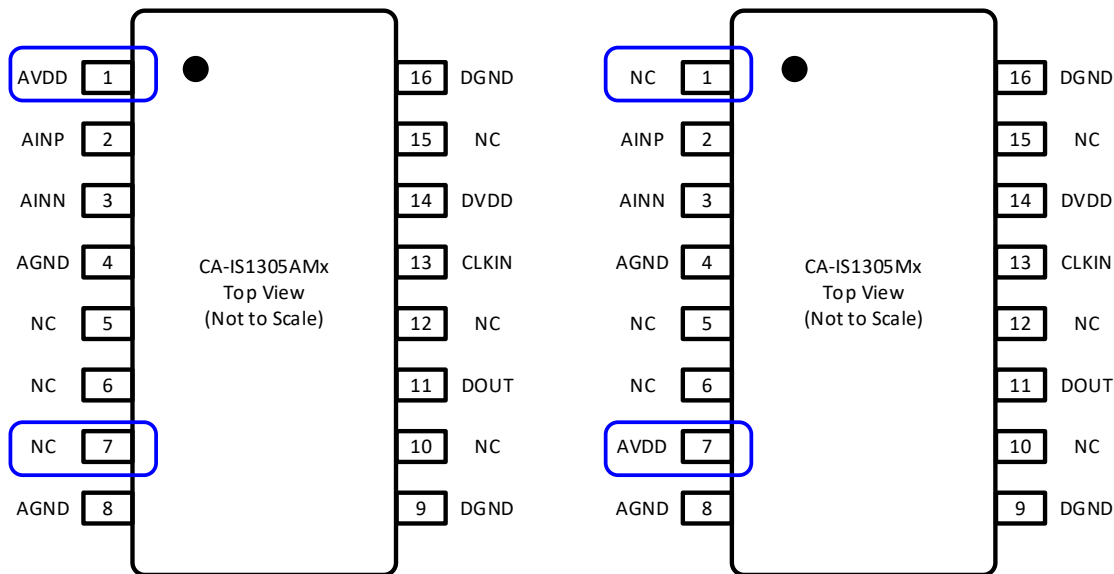 AVDD 1 16 DGND
AINP 2 15 NC
AINN 3 14 DVDD
AGND 4 13 CLKIN
NC 5 12 NC
NC 6 11 DOUT
NC 7 10 NC
AGND 8 9 DGND
CA-IS1305AMx
Top View
(Not to Scale)
NC 1 16 DGND
AINP 2 15 NC
AINN 3 14 DVDD
AGND 4 13 CLKIN
NC 5 12 NC
NC 6 11 DOUT
AVDD 7 10 NC
AGND 8 9 DGND
CA-IS1305Mx
Top View
(Not to Scale)